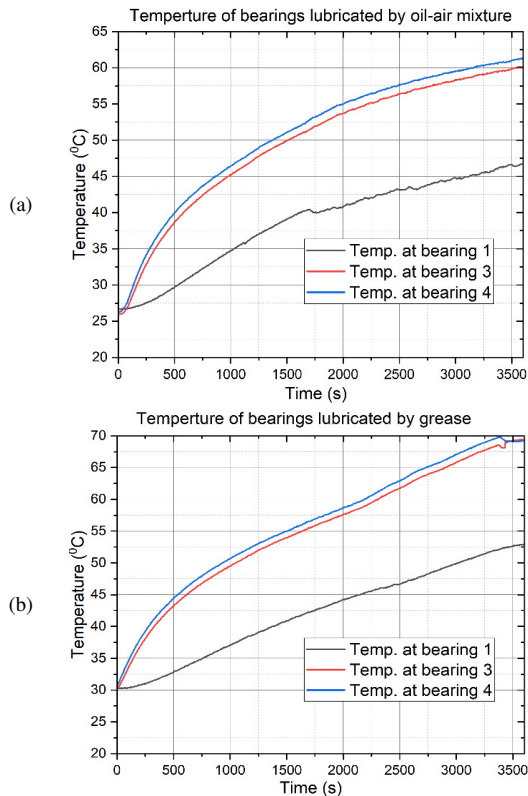 Temperture of bearings lubricated by oil-air mixture
65
60
55
50
45
40
35
30
25
20
Temperature (⁰C)
(a)
Temp. at bearing 1
Temp. at bearing 3
Temp. at bearing 4
0 500 1000 1500 2000 2500 3000 3500
Time (s)
Temperture of bearings lubricated by grease
70
65
60
55
50
45
40
35
30
25
20
Temperature (⁰C)
(b)
Temp. at bearing 1
Temp. at bearing 3
Temp. at bearing 4
0 500 1000 1500 2000 2500 3000 3500
Time (s)